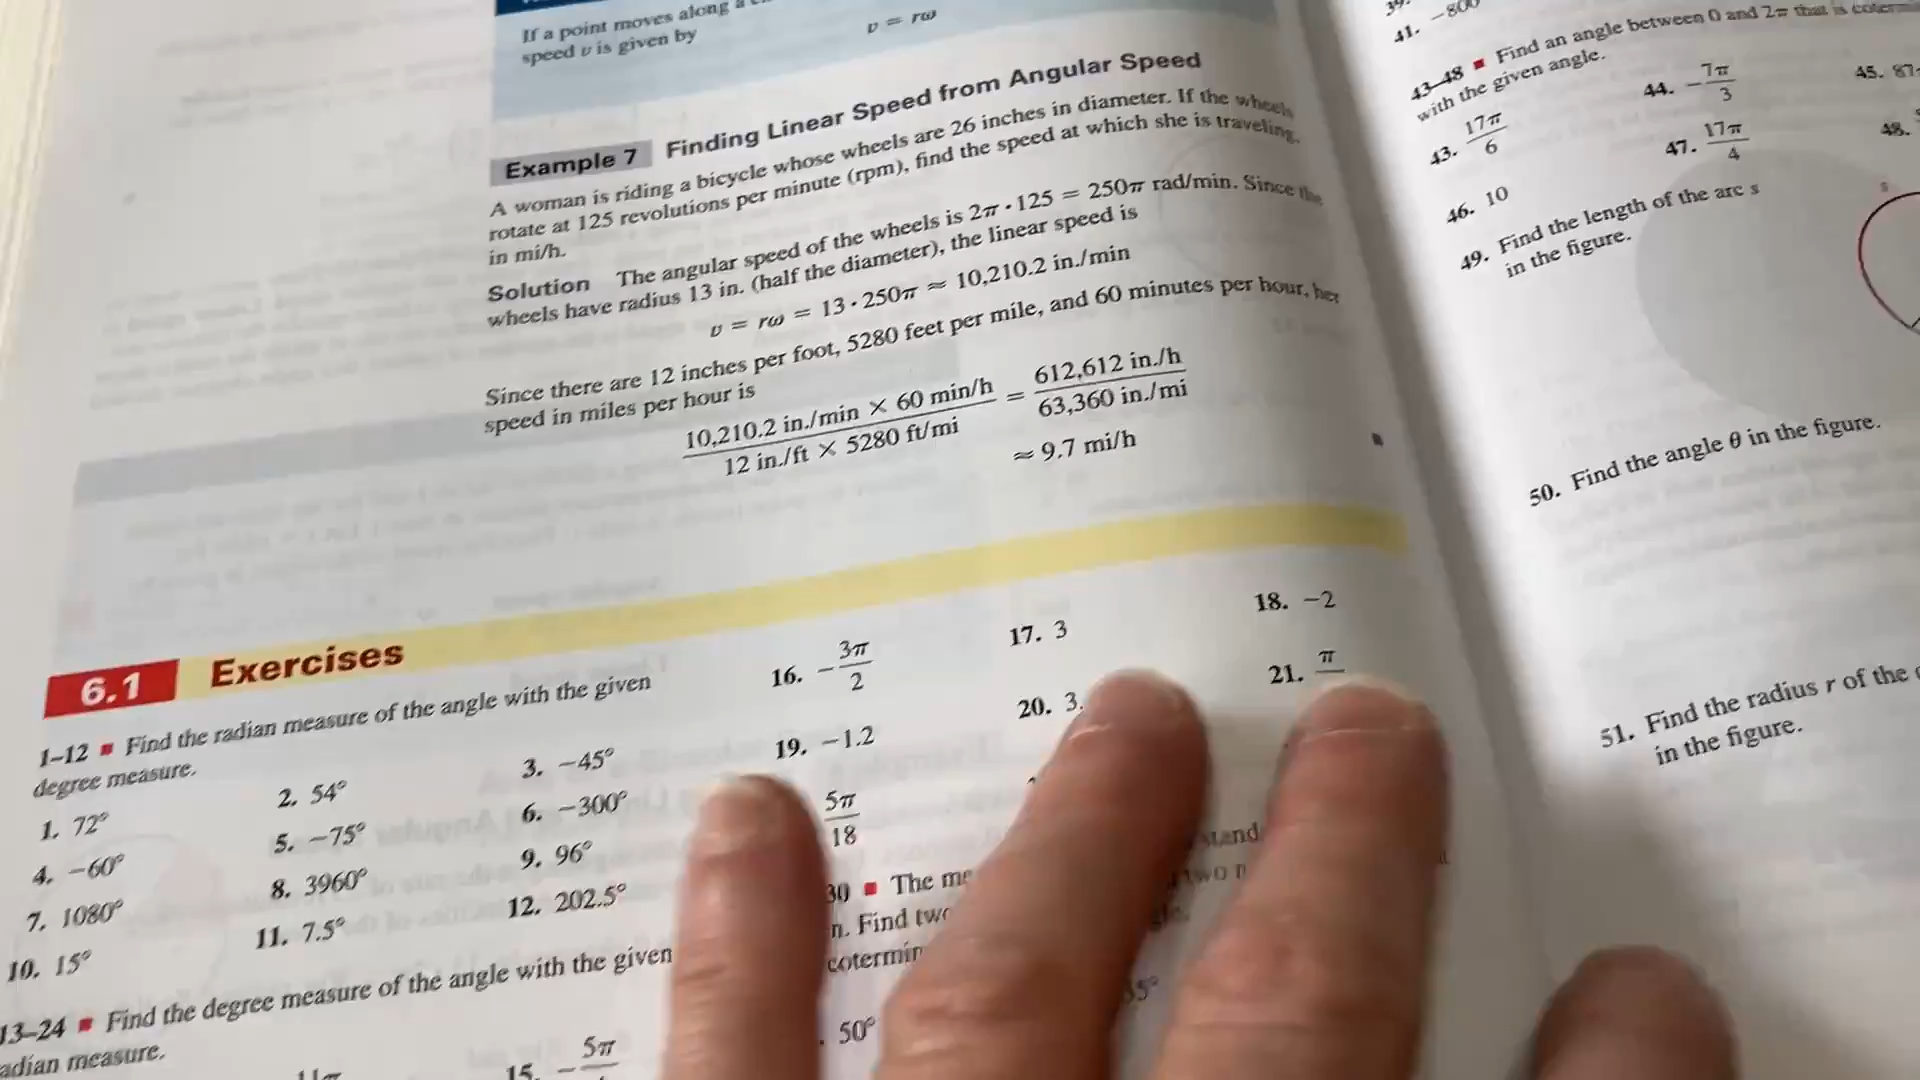 If a point moves along a
speed v is given by
v = rω
Example 7 Finding Linear Speed from Angular Speed
A woman is riding a bicycle whose wheels are 26 inches in diameter. If the wheels
rotate at 125 revolutions per minute (rpm), find the speed at which she is traveling,
in mi/h.
Solution The angular speed of the wheels is 2π · 125 = 250π rad/min. Since the
wheels have radius 13 in. (half the diameter), the linear speed is
v = rω = 13 · 250π ≈ 10,210.2 in./min
Since there are 12 inches per foot, 5280 feet per mile, and 60 minutes per hour, her
speed in miles per hour is
10,210.2 in./min × 60 min/h
12 in./ft × 5280 ft/mi
=
612,612 in./h
63,360 in./mi
≈ 9.7 mi/h
6.1 Exercises
1–12 ■ Find the radian measure of the angle with the given
degree measure.
1. 72°
2. 54°
3. −45°
4. −60°
5. −75°
6. −300°
7. 1080°
8. 3960°
9. 96°
10. 15°
11. 7.5°
12. 202.5°
13–24 ■ Find the degree measure of the angle with the given
radian measure.
15. −5π
16. −3π/2
17. 3
18. −2
19. −1.2
20. 3.
21. π
5π/18
30 ■ The
n. Find
stand
two
50°
39.
41. −800
43–48 ■ Find an angle between 0 and 2π that is
with the given angle.
43. 17π/6
44. −7π/3
45. 87
46. 10
47. 17π/4
48.
49. Find the length of the arc s
in the figure.
s
50. Find the angle θ in the figure.
51. Find the radius r of the
in the figure.